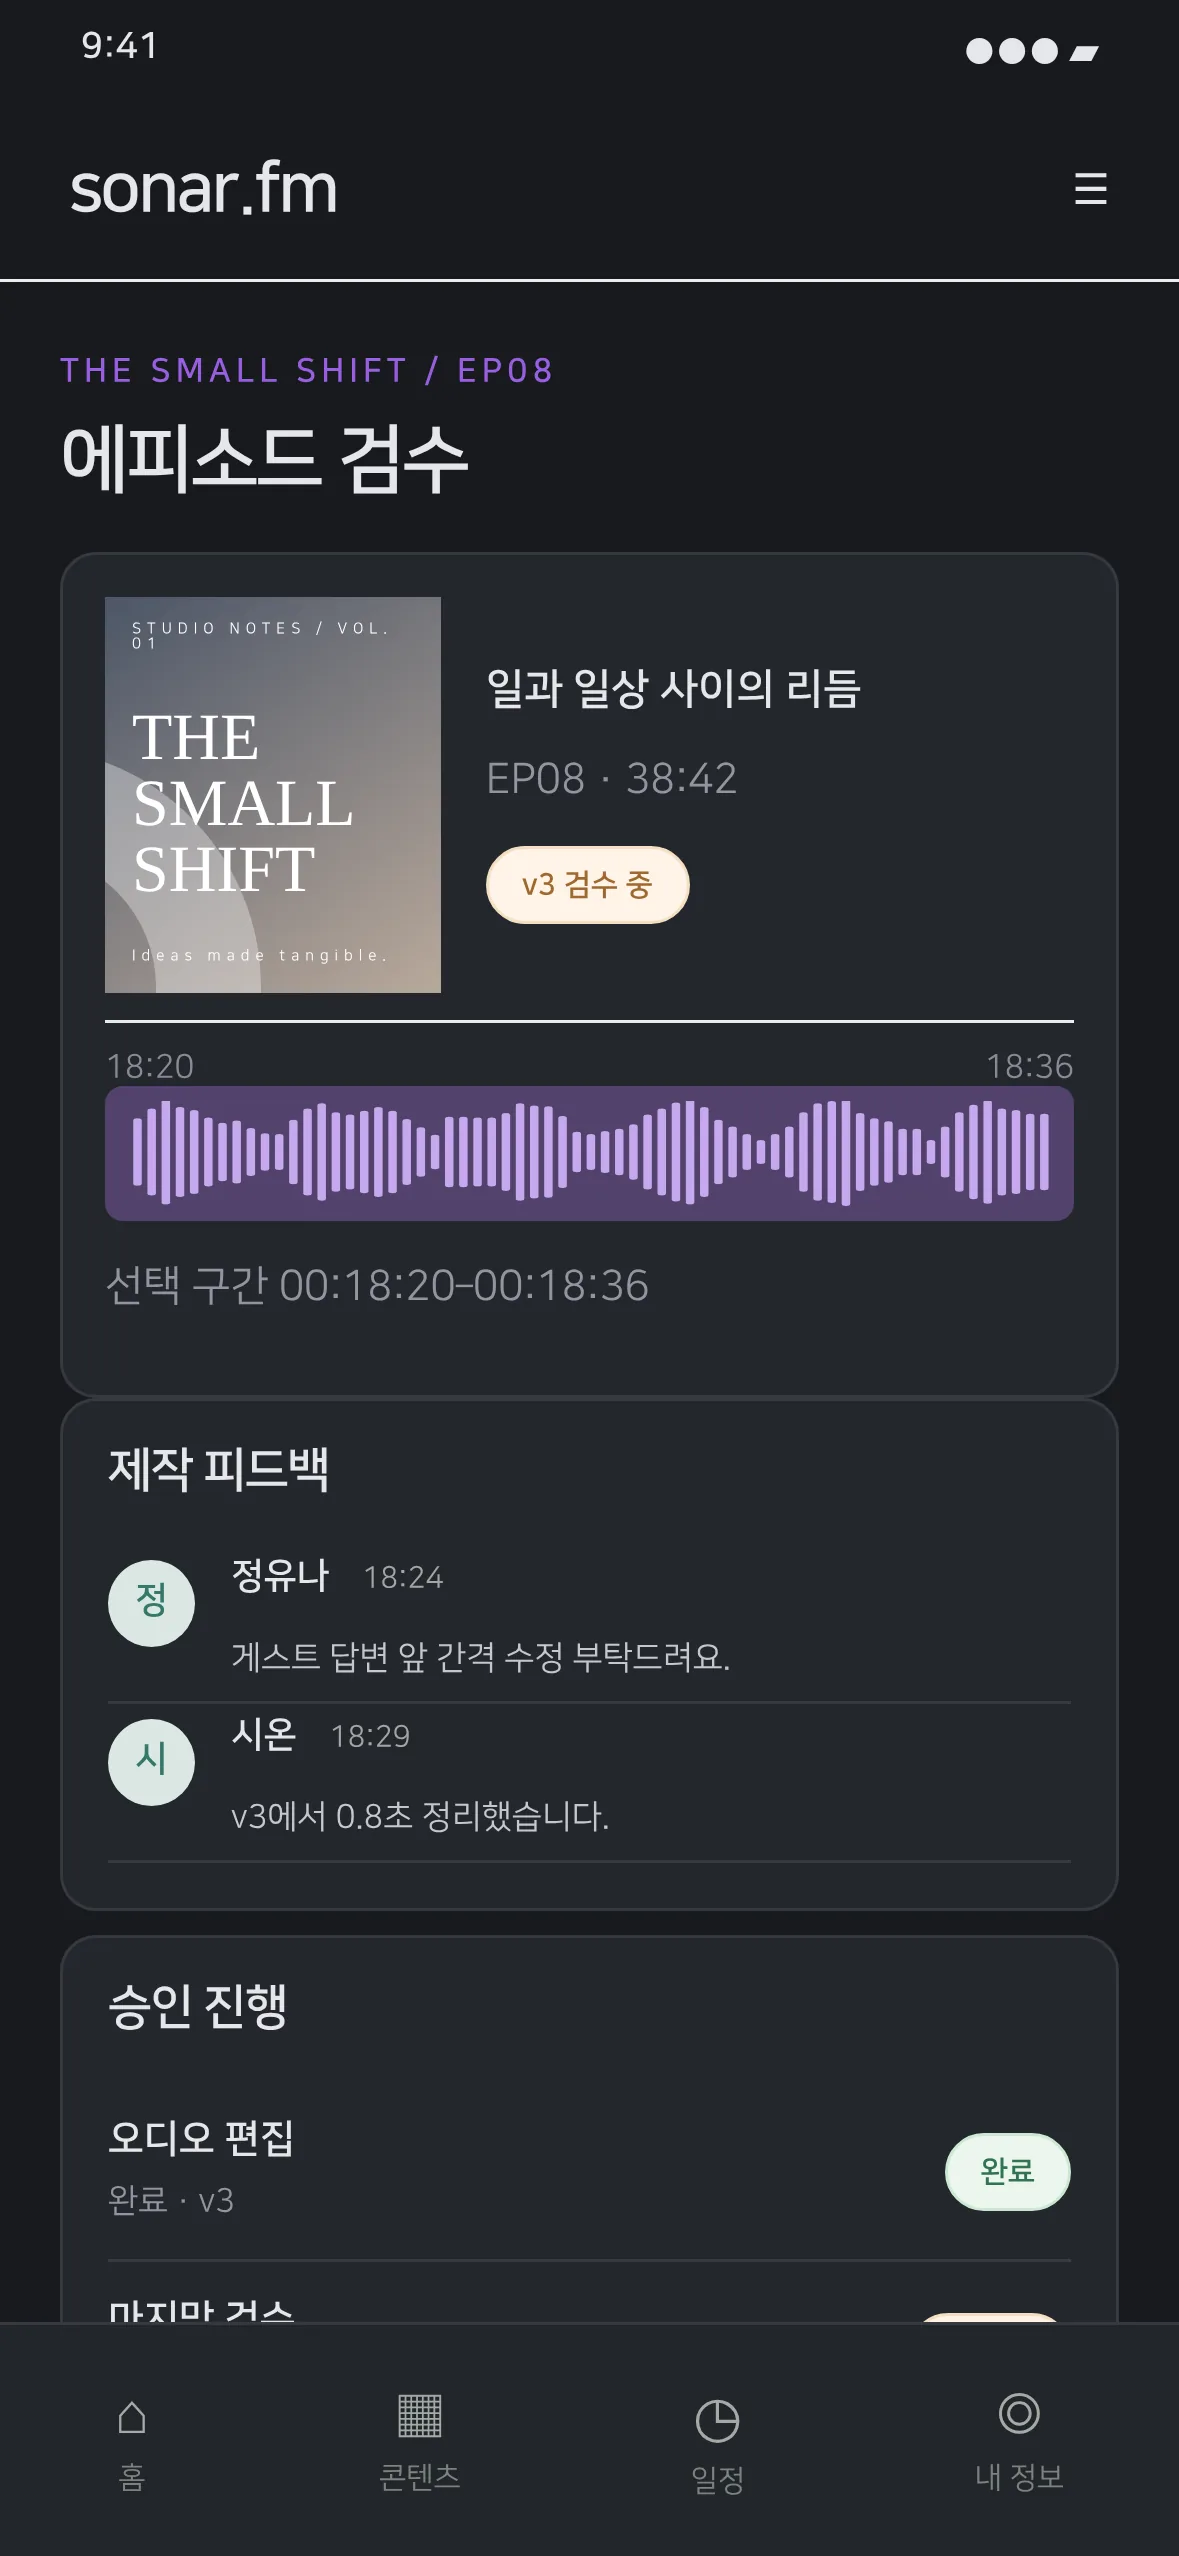 9:41
sonar.fm
THE SMALL SHIFT / EP08
에피소드 검수
STUDIO NOTES / VOL.
01
THE
SMALL
SHIFT
Ideas made tangible.
일과 일상 사이의 리듬
EP08 · 38:42
v3 검수 중
18:20
18:36
선택 구간 00:18:20–00:18:36
제작 피드백
정
정유나 18:24
게스트 답변 앞 간격 수정 부탁드려요.
시
시온 18:29
v3에서 0.8초 정리했습니다.
승인 진행
오디오 편집
완료 · v3
완료
마지막 검수
홈
콘텐츠
일정
내 정보